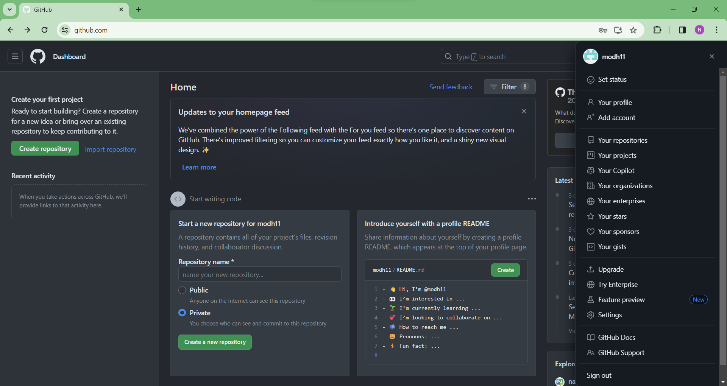 GitHub
github.com
Dashboard
Type / to search
Create your first project
Ready to start building? Create a repository
for a new idea or bring over an existing
repository to keep contributing to it.
Create repository
Import repository
Recent activity
When you take actions across GitHub, we'll
provide links to that activity here.
Home
Send feedback
Filter
Updates to your homepage feed
We've combined the power of the Following feed with the For you feed so there's one place to discover content on
GitHub. There's improved filtering so you can customize your feed exactly how you like it, and a shiny new visual
design. ✨
Learn more
Start writing code
Start a new repository for modh11
A repository contains all of your project's files, revision
history, and collaborator discussion.
Repository name *
name your new repository...
Public
Anyone on the internet can see this repository
Private
You choose who can see and commit to this repository
Create a new repository
Introduce yourself with a profile README
Share information about yourself by creating a profile
README, which appears at the top of your profile page.
modh11 / README.md
Create
1 - 👋 Hi, I'm @modh11
2 - 👀 I'm interested in ...
3 - 🌱 I'm currently learning ...
4 - 💞️ I'm looking to collaborate on ...
5 - 📫 How to reach me ...
6 - 😄 Pronouns: ...
7 - ⚡ Fun fact: ...
8
What d
Discove
Latest
Explor
modh11
Set status
Your profile
Add account
Your repositories
Your projects
Your Copilot
Your organizations
Your enterprises
Your stars
Your sponsors
Your gists
Upgrade
Try Enterprise
Feature preview
New
Settings
GitHub Docs
GitHub Support
Sign out